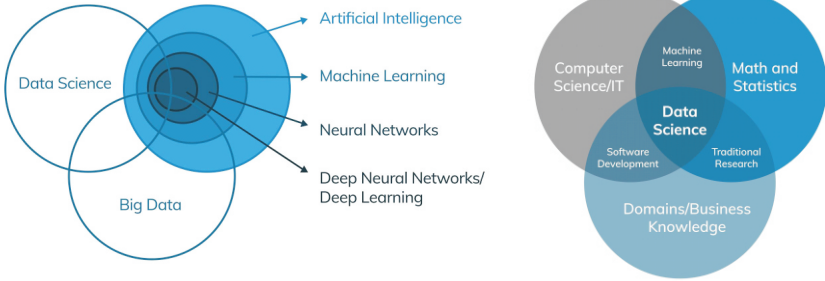 Artificial Intelligence
Data Science
Machine Learning
Neural Networks
Deep Neural Networks/
Deep Learning
Big Data
Computer
Science/IT
Machine
Learning
Math and
Statistics
Data
Science
Software
Development
Traditional
Research
Domains/Business
Knowledge